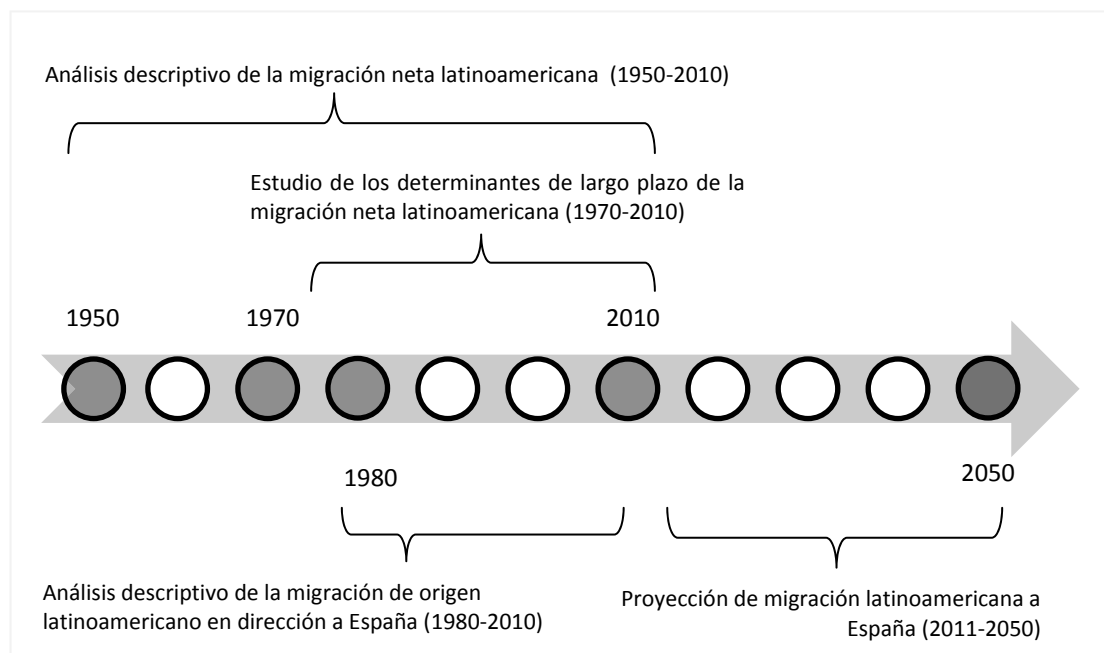 Análisis descriptivo de la migración neta latinoamericana (1950-2010)
Estudio de los determinantes de largo plazo de la
migración neta latinoamericana (1970-2010)
1950
1970
2010
1980
2050
Análisis descriptivo de la migración de origen
latinoamericano en dirección a España (1980-2010)
Proyección de migración latinoamericana a
España (2011-2050)